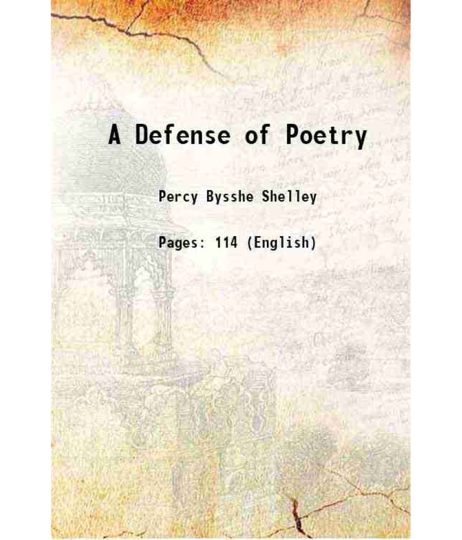 A Defense of Poetry
Percy Bysshe Shelley
Pages: 114 (English)